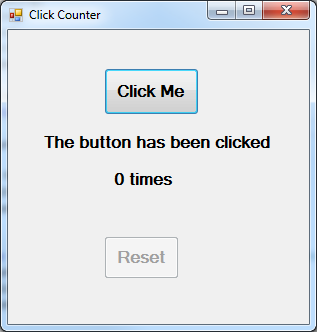 Click Counter
Click Me
The button has been clicked
0 times
Reset